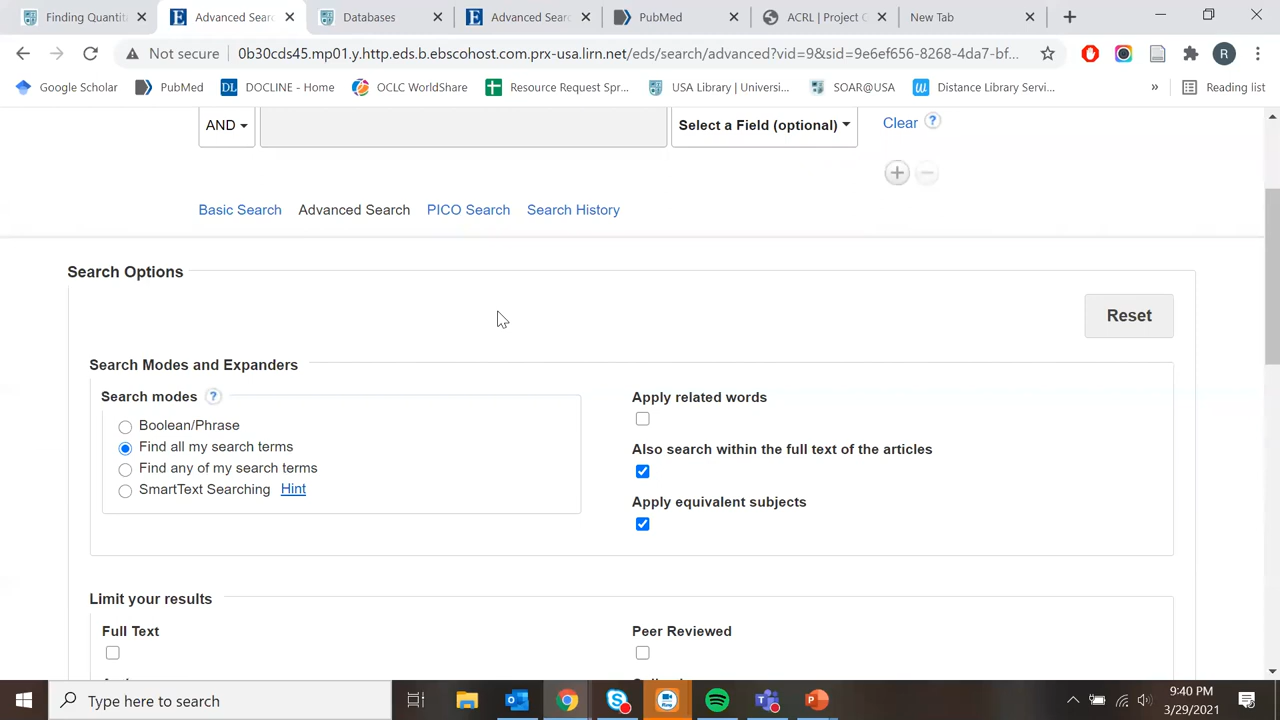 Finding Quantit
Advanced Sear
Databases
Advanced Sear
PubMed
ACRL | Project
New Tab
Not secure
0b30cds45.mp01.y.http.eds.b.ebscohost.com.prx-usa.lirn.net/eds/search/advanced?vid=9&sid=9e6ef656-8268-4da7-bf...
R
Google Scholar
PubMed
DL DOCLINE - Home
OCLC WorldShare
Resource Request Spr...
USA Library | Universi...
SOAR@USA
Distance Library Servi...
»
Reading list
AND
Select a Field (optional)
Clear ?
Basic Search Advanced Search PICO Search Search History
Search Options
Reset
Search Modes and Expanders
Search modes ?
Boolean/Phrase
Find all my search terms
Find any of my search terms
SmartText Searching Hint
Apply related words
Also search within the full text of the articles
Apply equivalent subjects
Limit your results
Full Text
Peer Reviewed
Type here to search
9:40 PM
3/29/2021